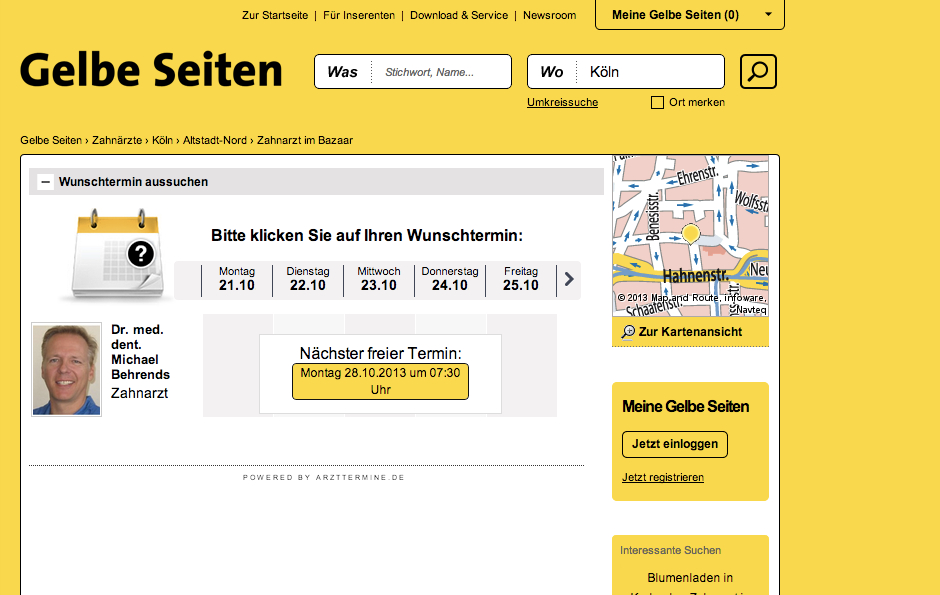 Zur Startseite | Für Inserenten | Download & Service | Newsroom
Meine Gelbe Seiten (0)
Gelbe Seiten
Was
Stichwort, Name...
Wo
Köln
Umkreissuche
Ort merken
Gelbe Seiten › Zahnärzte › Köln › Altstadt-Nord › Zahnarzt im Bazaar
Wunschtermin aussuchen
?
Bitte klicken Sie auf Ihren Wunschtermin:
Montag
21.10
Dienstag
22.10
Mittwoch
23.10
Donnerstag
24.10
Freitag
25.10
Dr. med.
dent.
Michael
Behrends
Zahnarzt
Nächster freier Termin:
Montag 28.10.2013 um 07:30
Uhr
POWERED BY ARZTTERMINE.DE
Ehrenstr.
Benesisstr.
Wolfsst
Hahnenstr.
Neu
Schaafenstr.
© 2013 Map and Route, infoware,
Navteq
Zur Kartenansicht
Meine Gelbe Seiten
Jetzt einloggen
Jetzt registrieren
Interessante Suchen
Blumenladen in